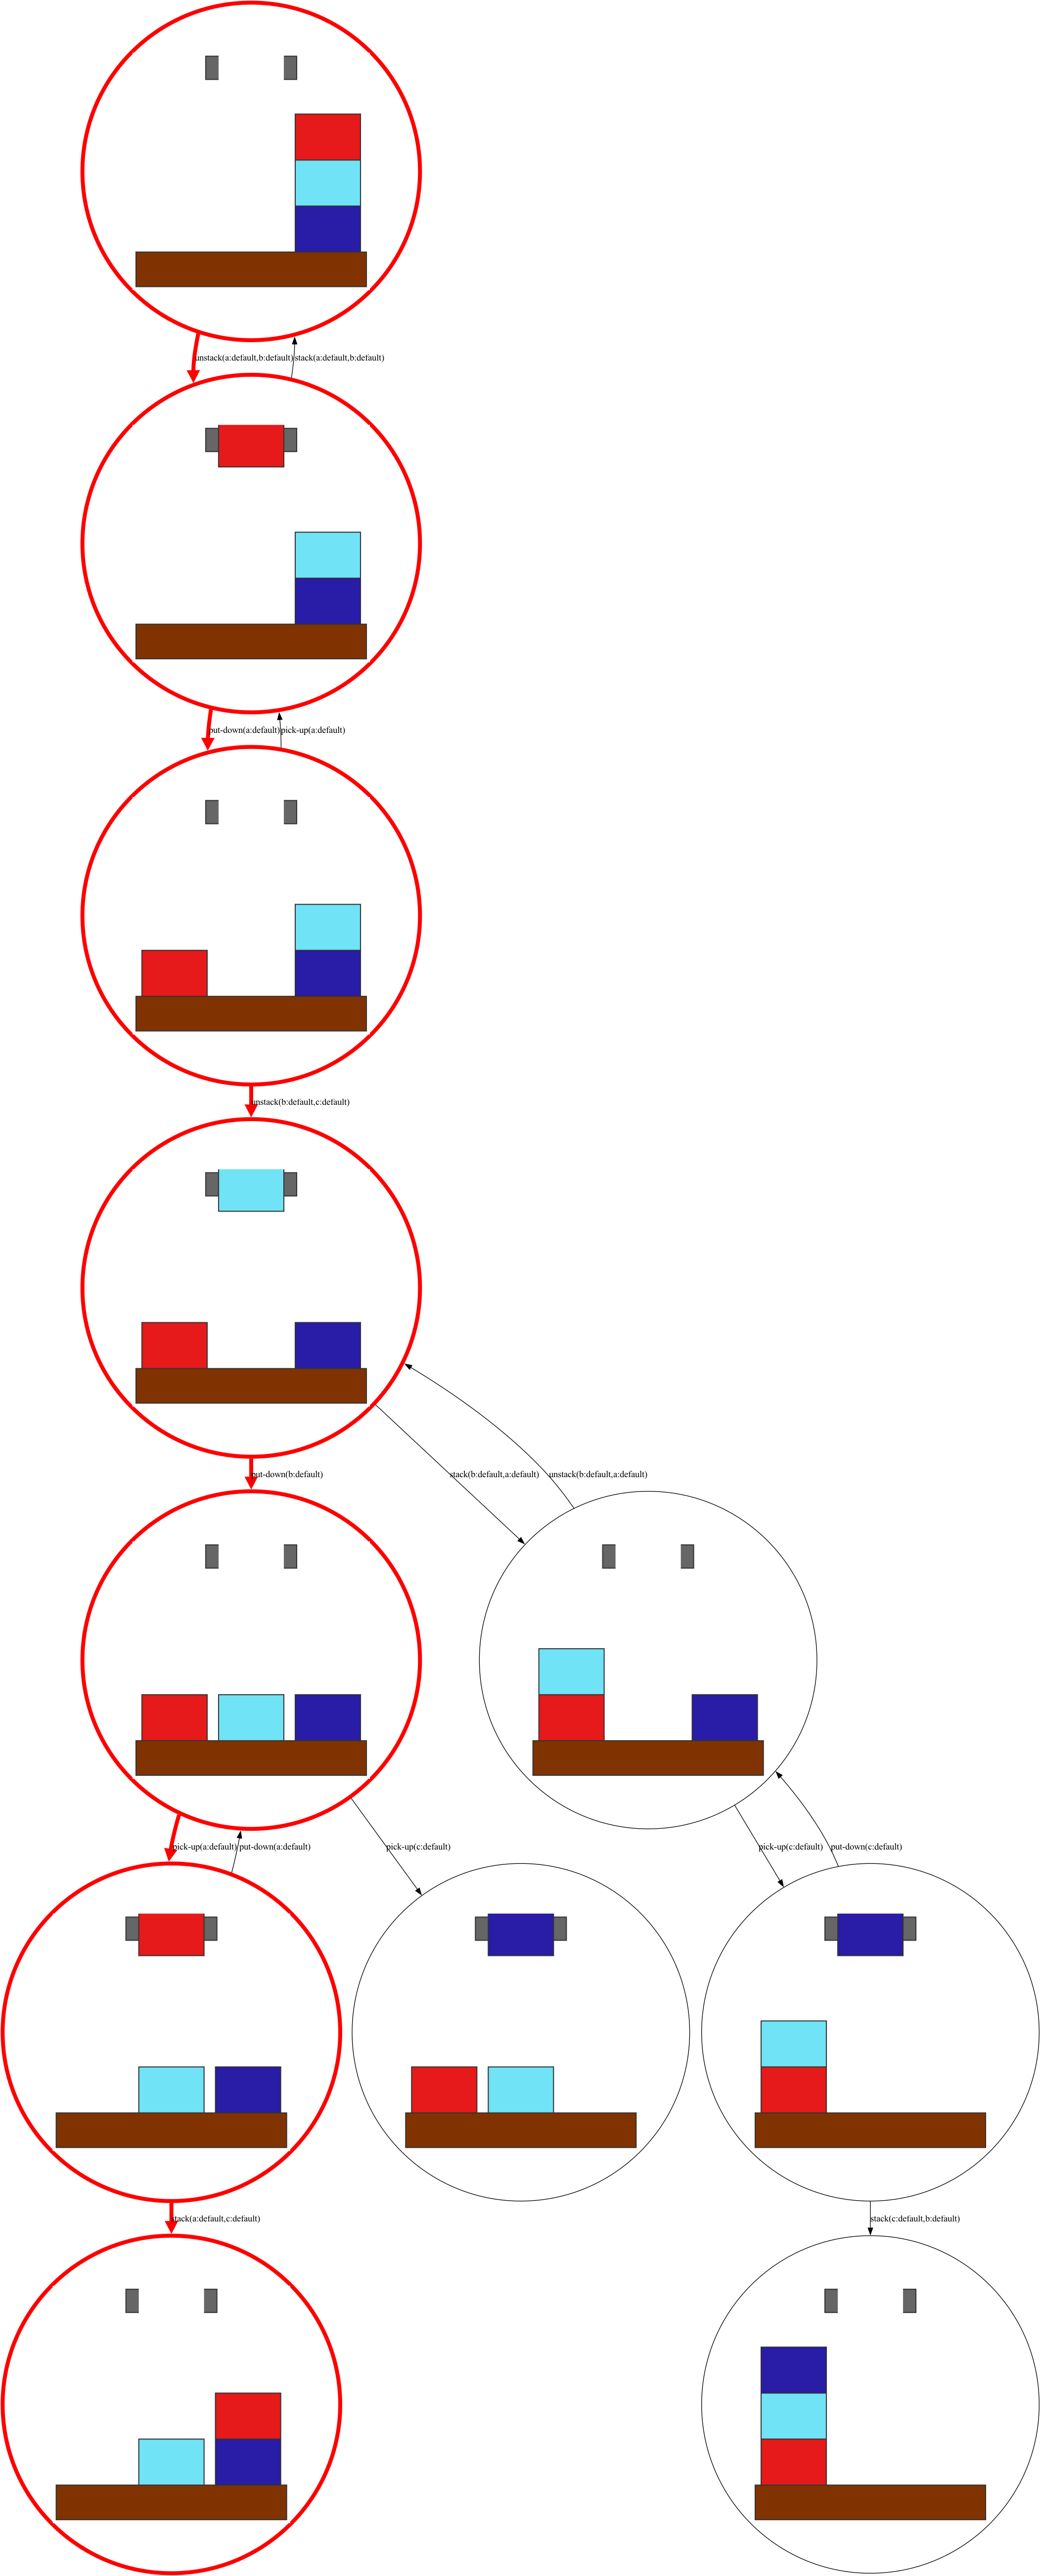 unstack(a:default,b:default)
stack(a:default,b:default)
put-down(a:default)
pick-up(a:default)
unstack(b:default,c:default)
put-down(b:default)
stack(b:default,a:default)
unstack(b:default,a:default)
pick-up(a:default)
put-down(a:default)
pick-up(c:default)
pick-up(c:default)
put-down(c:default)
stack(a:default,c:default)
stack(c:default,b:default)